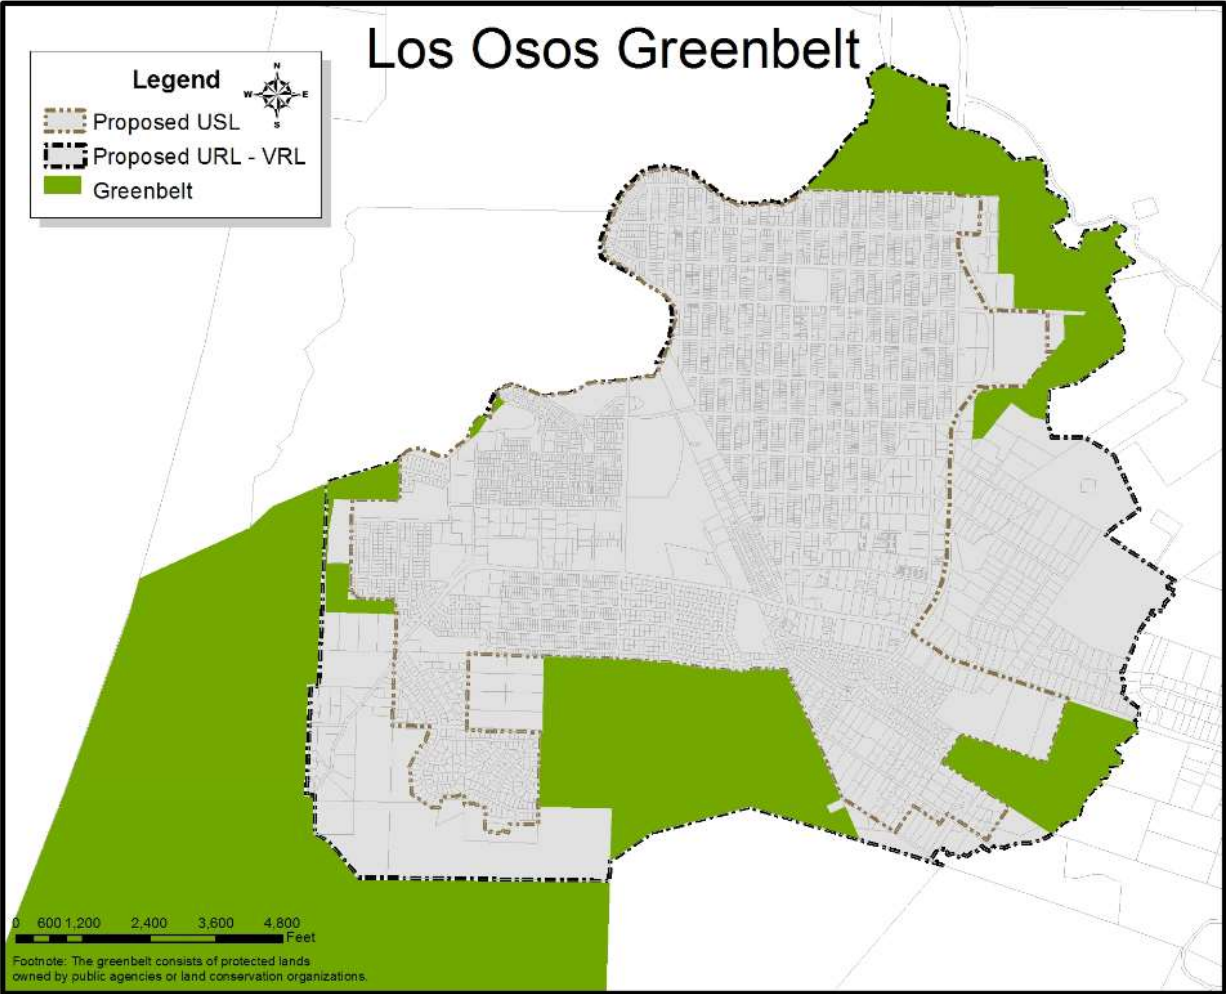 Los Osos Greenbelt
Legend
N
W E
S
Proposed USL
Proposed URL - VRL
Greenbelt
0 600 1,200 2,400 3,600 4,800
Feet
Footnote: The greenbelt consists of protected lands
owned by public agencies or land conservation organizations.